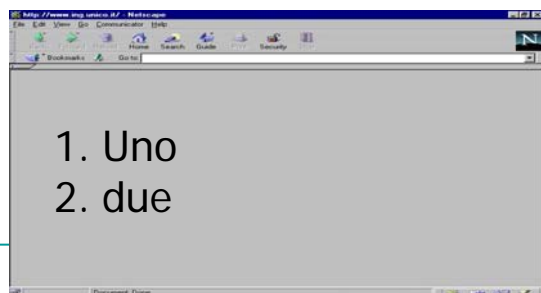 http://www.ing.unico.it/ - Netscape
File Edit View Go Communicator Help
Home Search Guide Print Security
Bookmarks Go to:
1. Uno
2. due
Document: Done